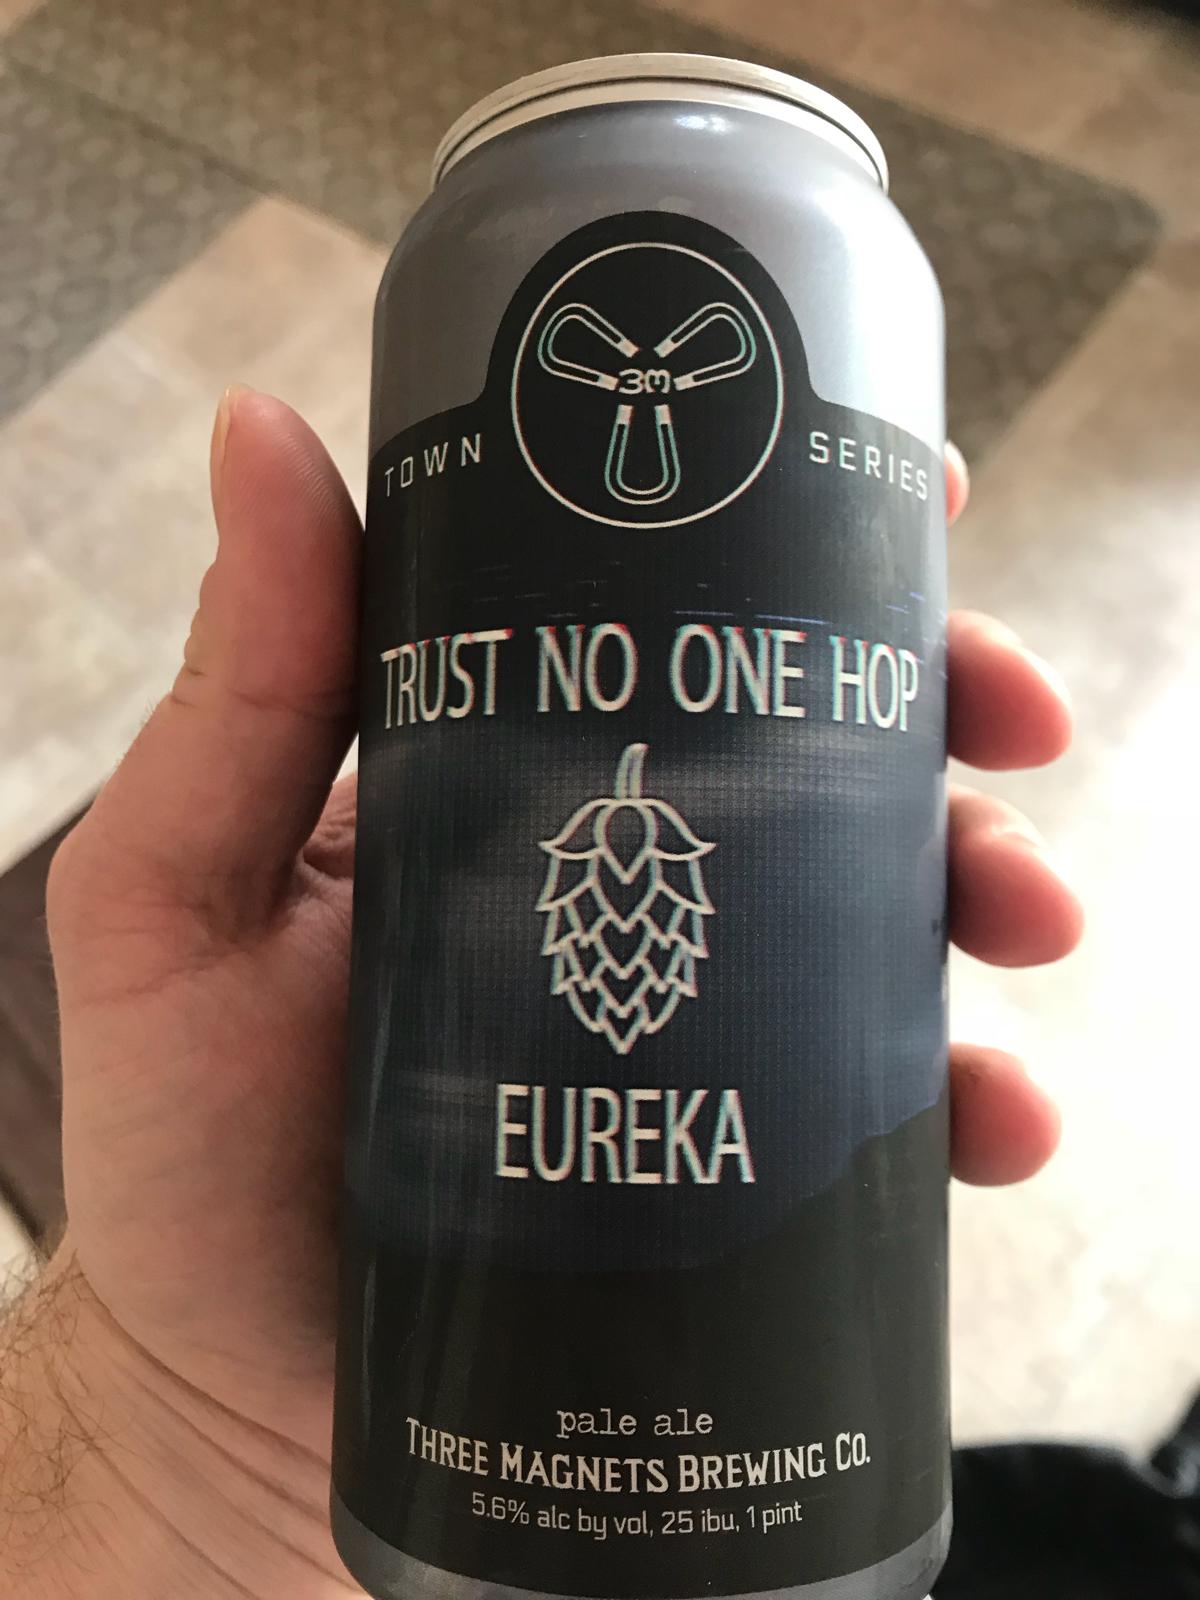 3M
TOWN SERIES
TRUST NO ONE HOP
EUREKA
pale ale
THREE MAGNETS BREWING CO.
5.6% alc by vol, 25 ibu, 1 pint